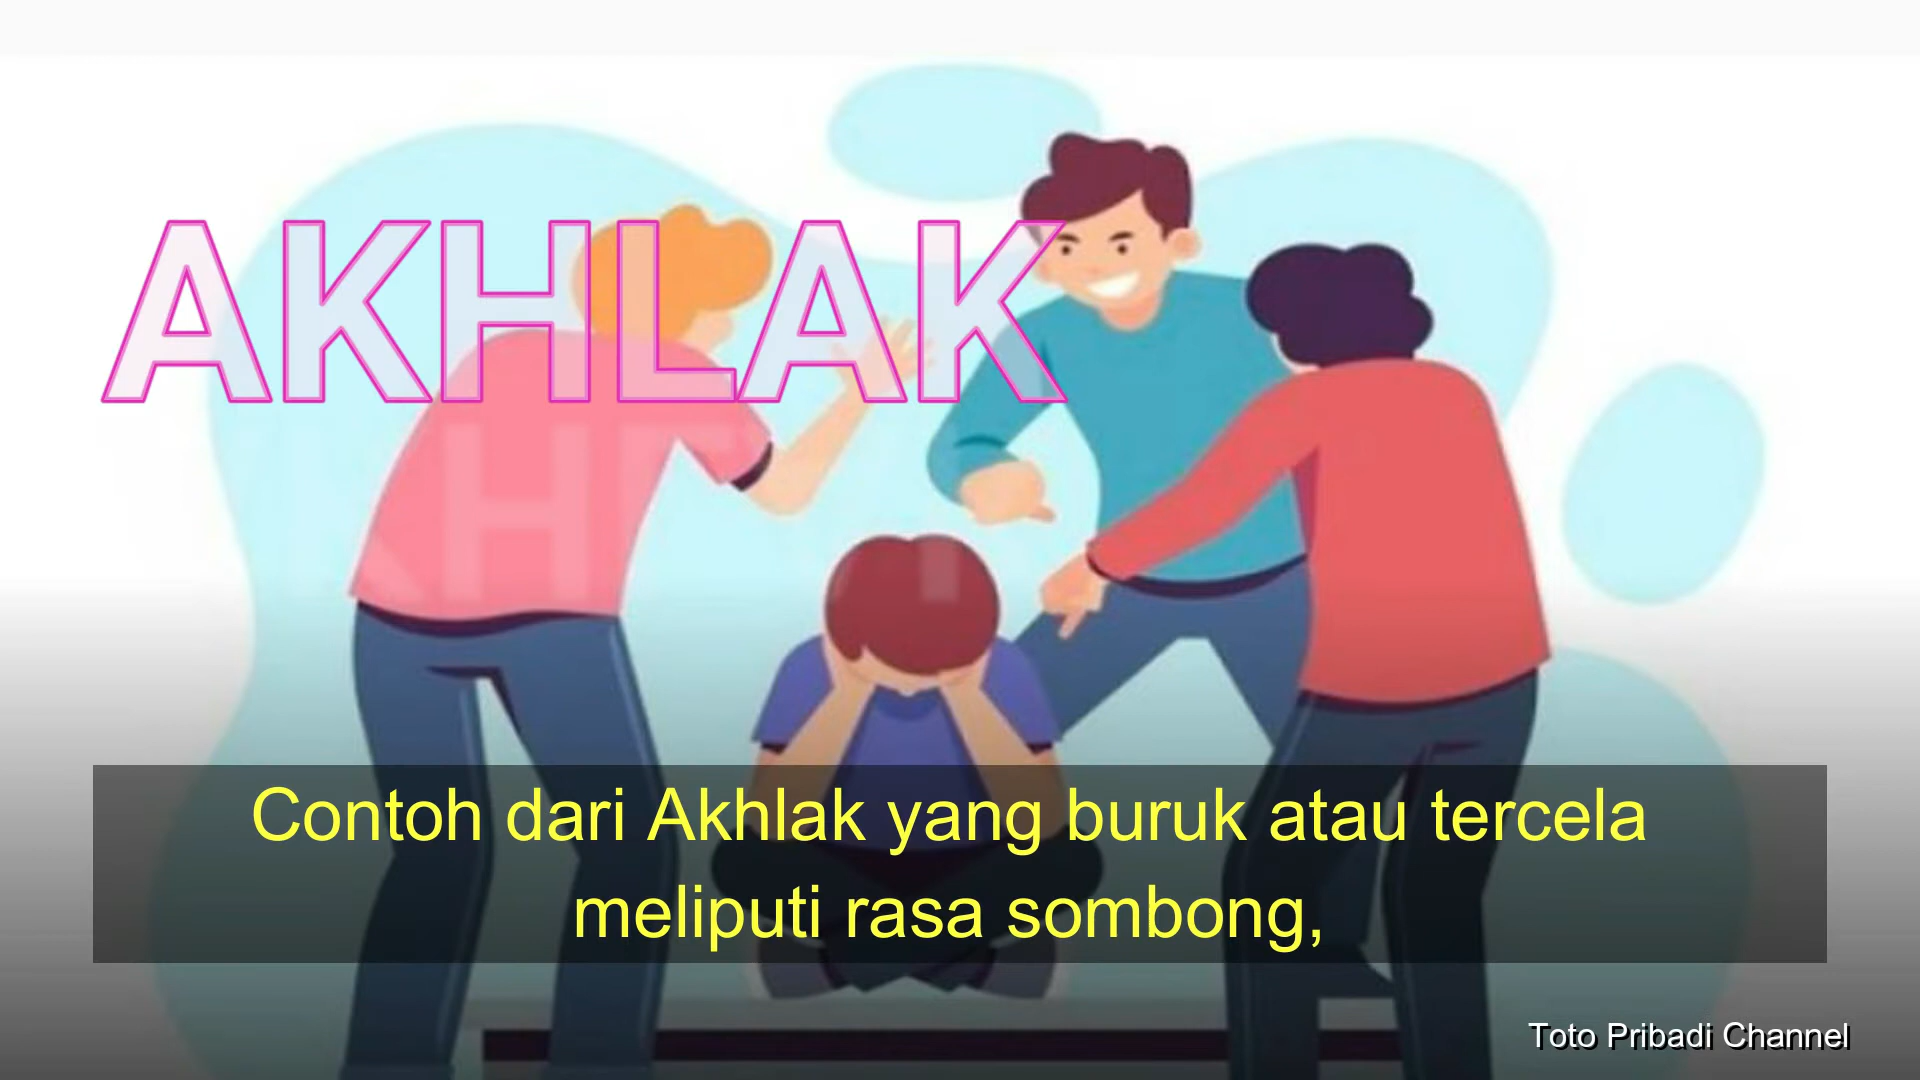 AKHLAK
Contoh dari Akhlak yang buruk atau tercela
meliputi rasa sombong,
Toto Pribadi Channel